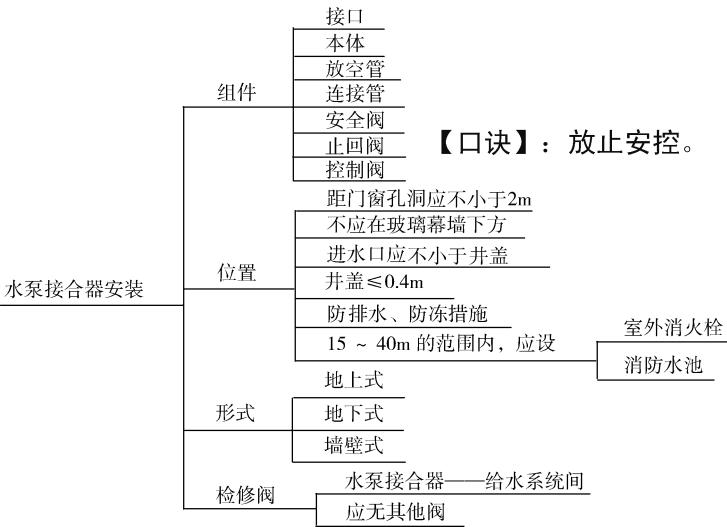 水泵接合器安装
组件
接口
本体
放空管
连接管
安全阀
止回阀
控制阀
【口诀】：放止安控。
位置
距门窗孔洞应不小于2m
不应在玻璃幕墙下方
进水口应不小于井盖
井盖≤0.4m
防排水、防冻措施
15 ~ 40m 的范围内，应设
室外消火栓
消防水池
形式
地上式
地下式
墙壁式
检修阀
水泵接合器——给水系统间
应无其他阀